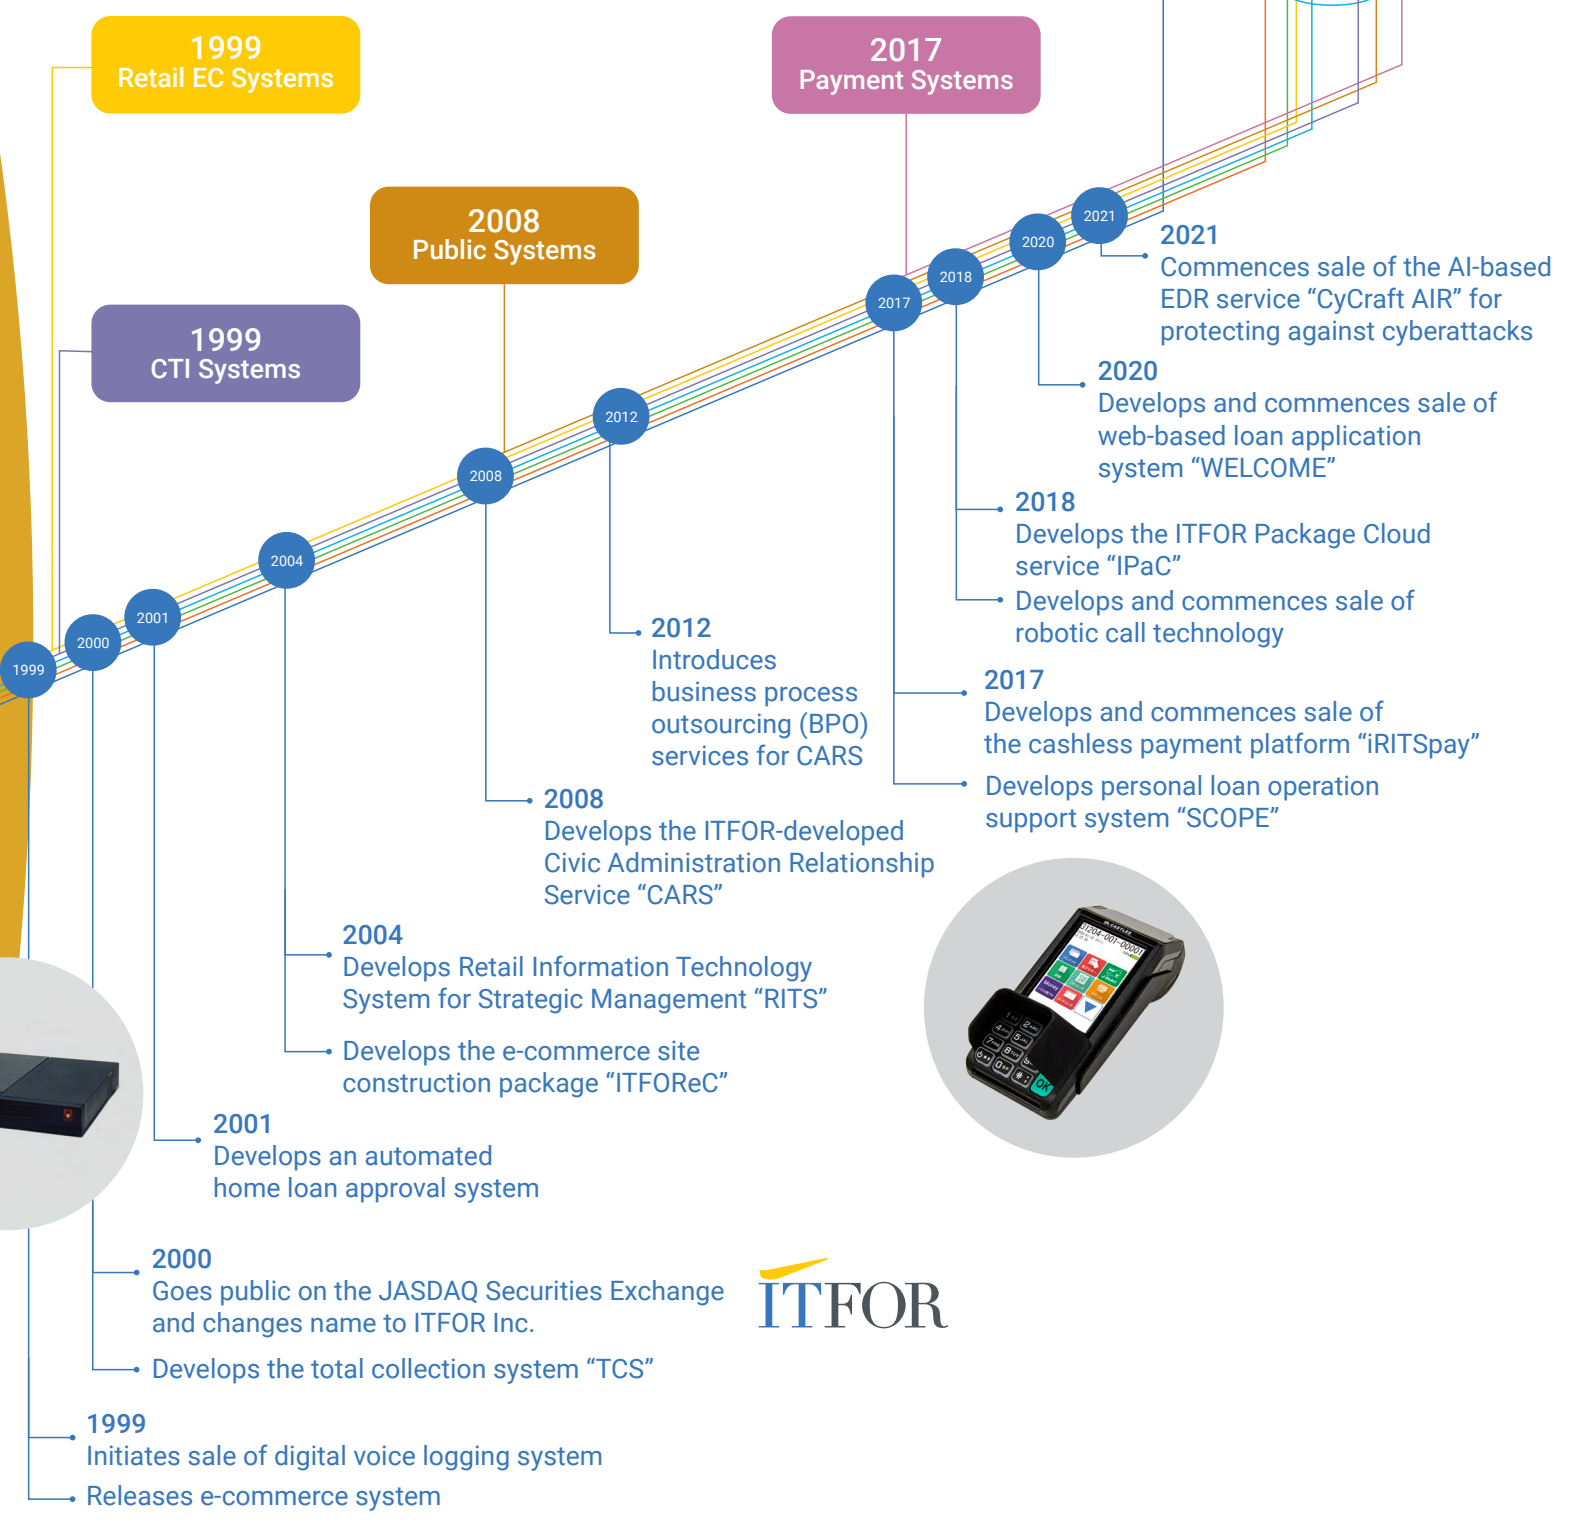 1999
Retail EC Systems
2017
Payment Systems
2008
Public Systems
1999
CTI Systems
2021
2020
2018
2017
2012
2008
2004
2001
2000
1999
2021
Commences sale of the AI-based
EDR service “CyCraft AIR” for
protecting against cyberattacks
2020
Develops and commences sale of
web-based loan application
system “WELCOME”
2018
Develops the ITFOR Package Cloud
service “IPaC”
Develops and commences sale of
robotic call technology
2017
Develops and commences sale of
the cashless payment platform “iRITSpay”
Develops personal loan operation
support system “SCOPE”
2012
Introduces
business process
outsourcing (BPO)
services for CARS
2008
Develops the ITFOR-developed
Civic Administration Relationship
Service “CARS”
2004
Develops Retail Information Technology
System for Strategic Management “RITS”
Develops the e-commerce site
construction package “ITFOReC”
2001
Develops an automated
home loan approval system
2000
Goes public on the JASDAQ Securities Exchange
and changes name to ITFOR Inc.
Develops the total collection system “TCS”
1999
Initiates sale of digital voice logging system
Releases e-commerce system
ITFOR
CASTLES
31204-001-00001
Money
OK